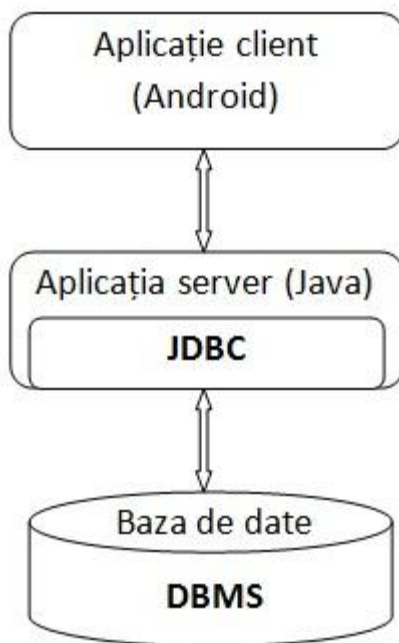 Aplicație client
(Android)
Aplicația server (Java)
JDBC
Baza de date
DBMS